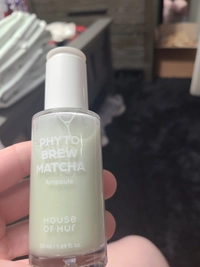 PHYTO
BREW
MATCHA
Ampoule
HOUSE
OF HUR